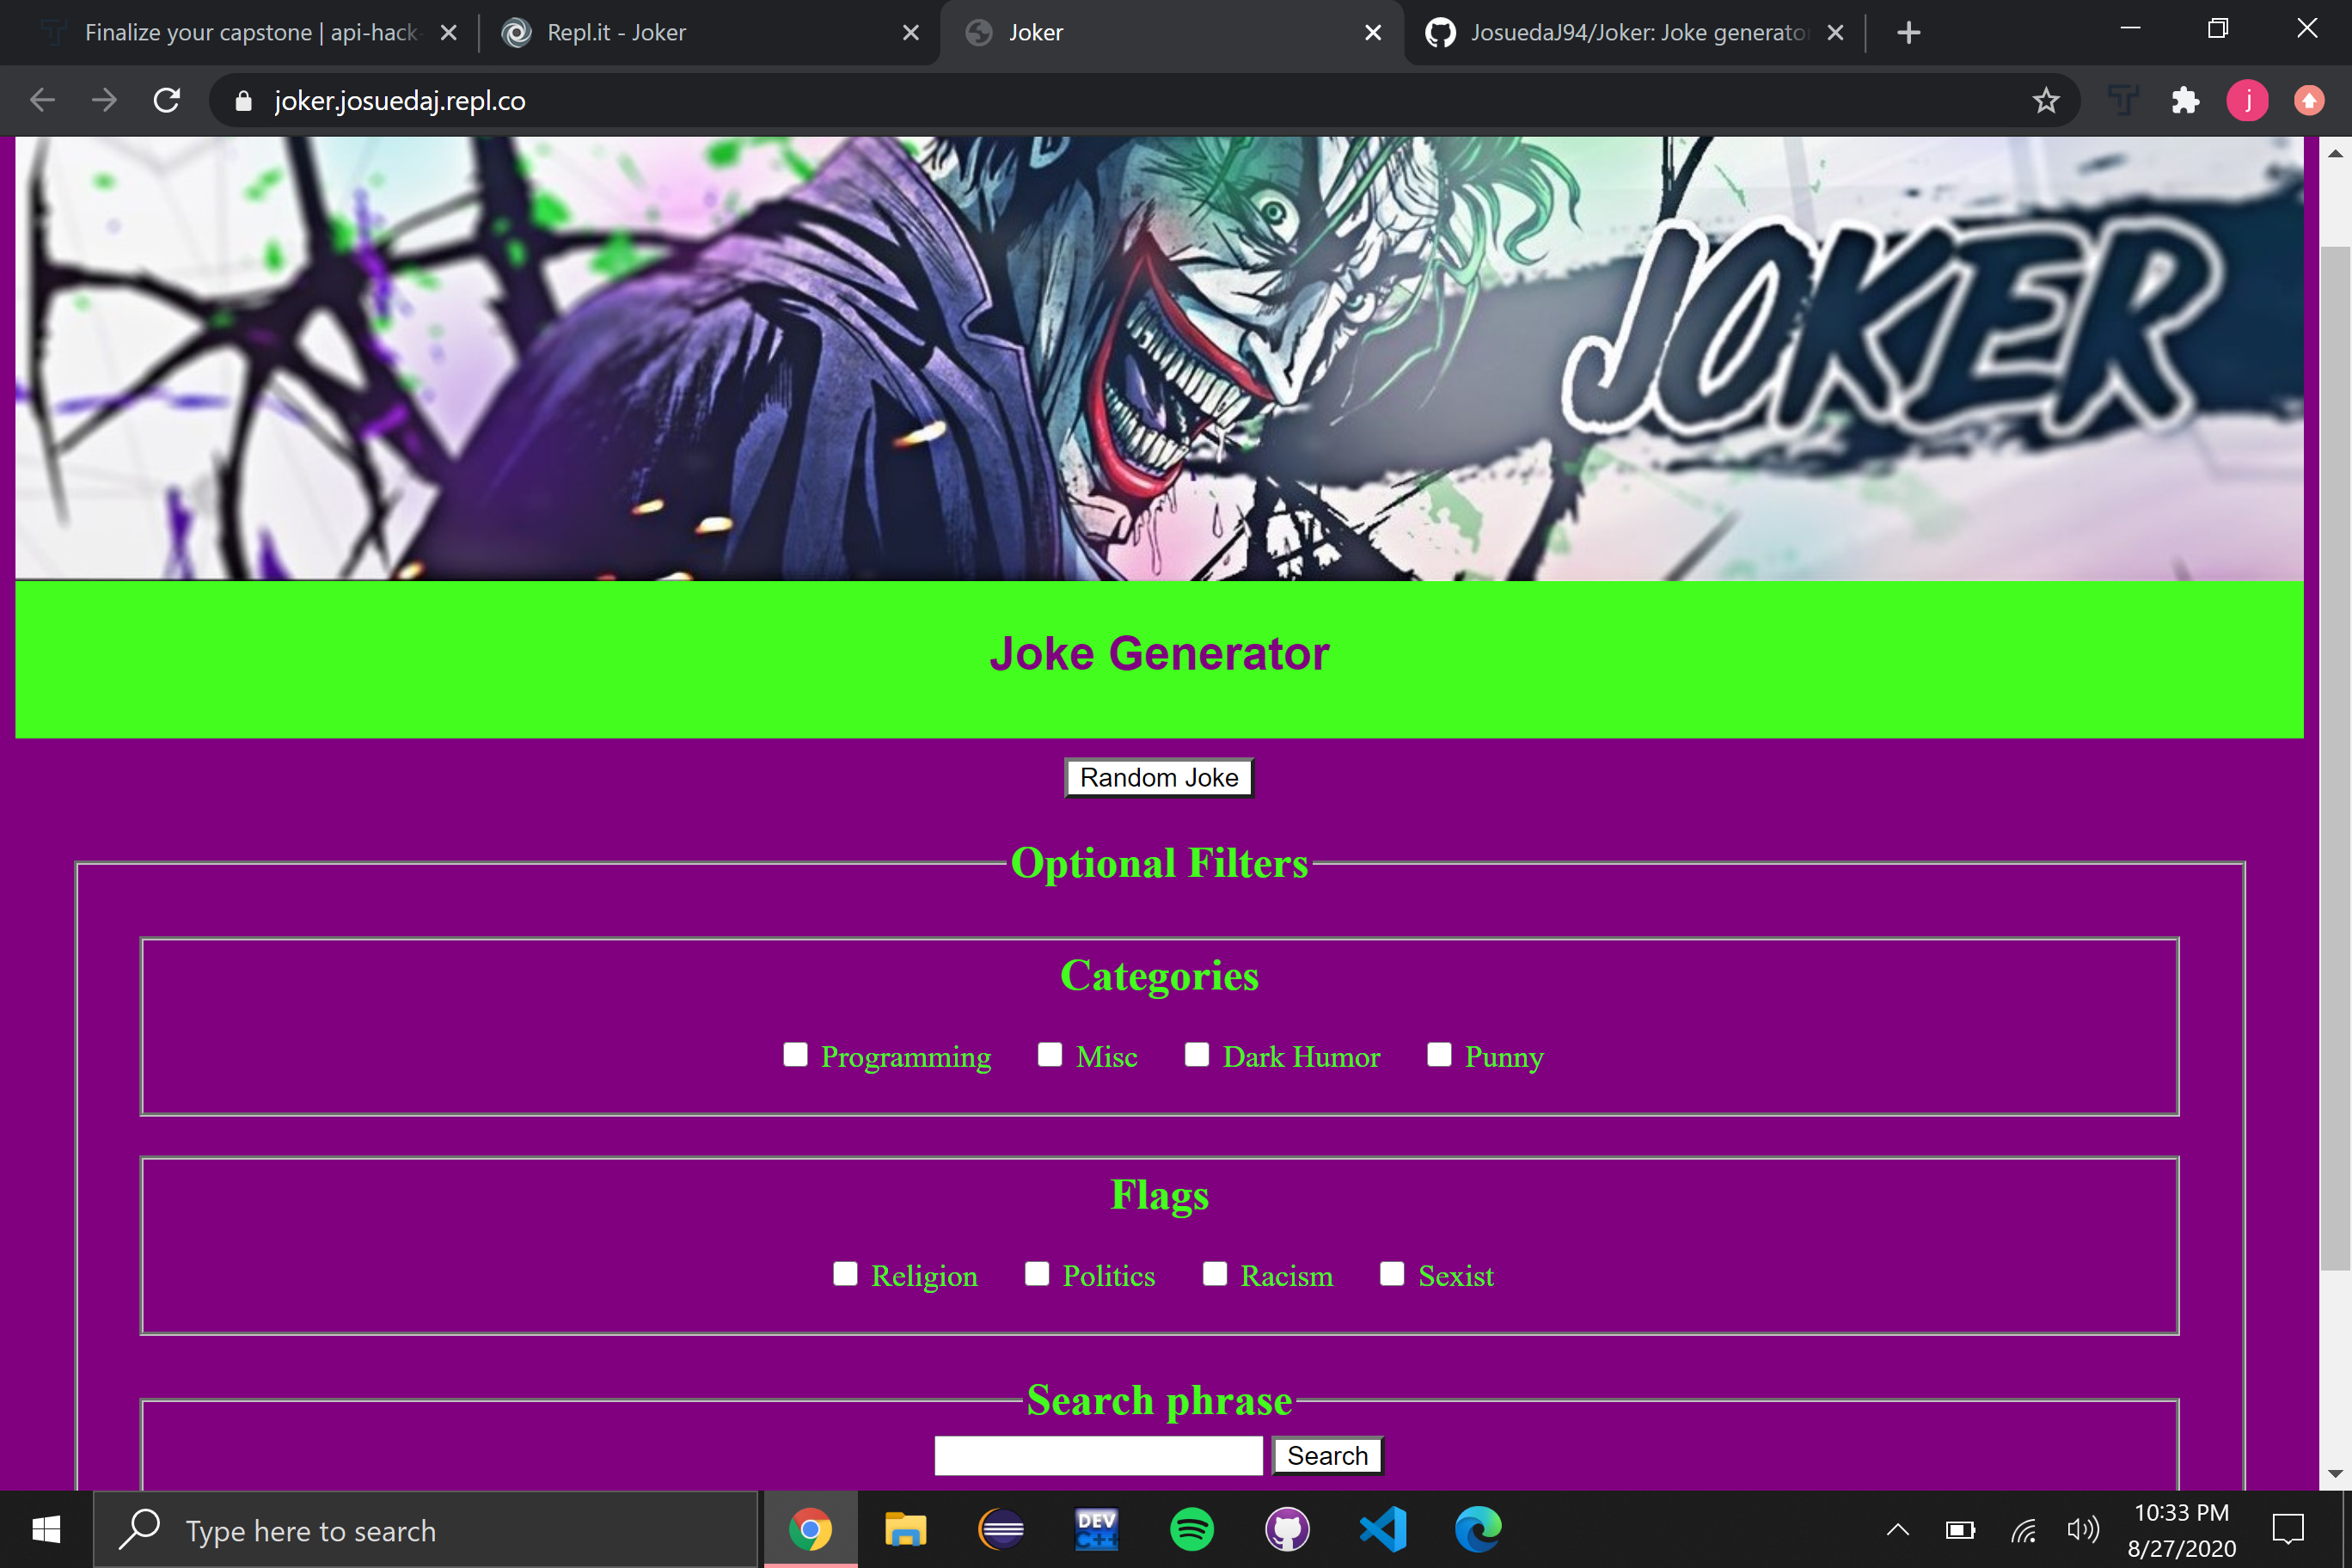 Finalize your capstone | api-hack-
Repl.it - Joker
Joker
JosuedaJ94/Joker: Joke generator
joker.josuedaj.repl.co
j
JOKER
Joke Generator
Random Joke
Optional Filters
Categories
Programming Misc Dark Humor Punny
Flags
Religion Politics Racism Sexist
Search phrase
Search
Type here to search
DEV
C++
10:33 PM
8/27/2020